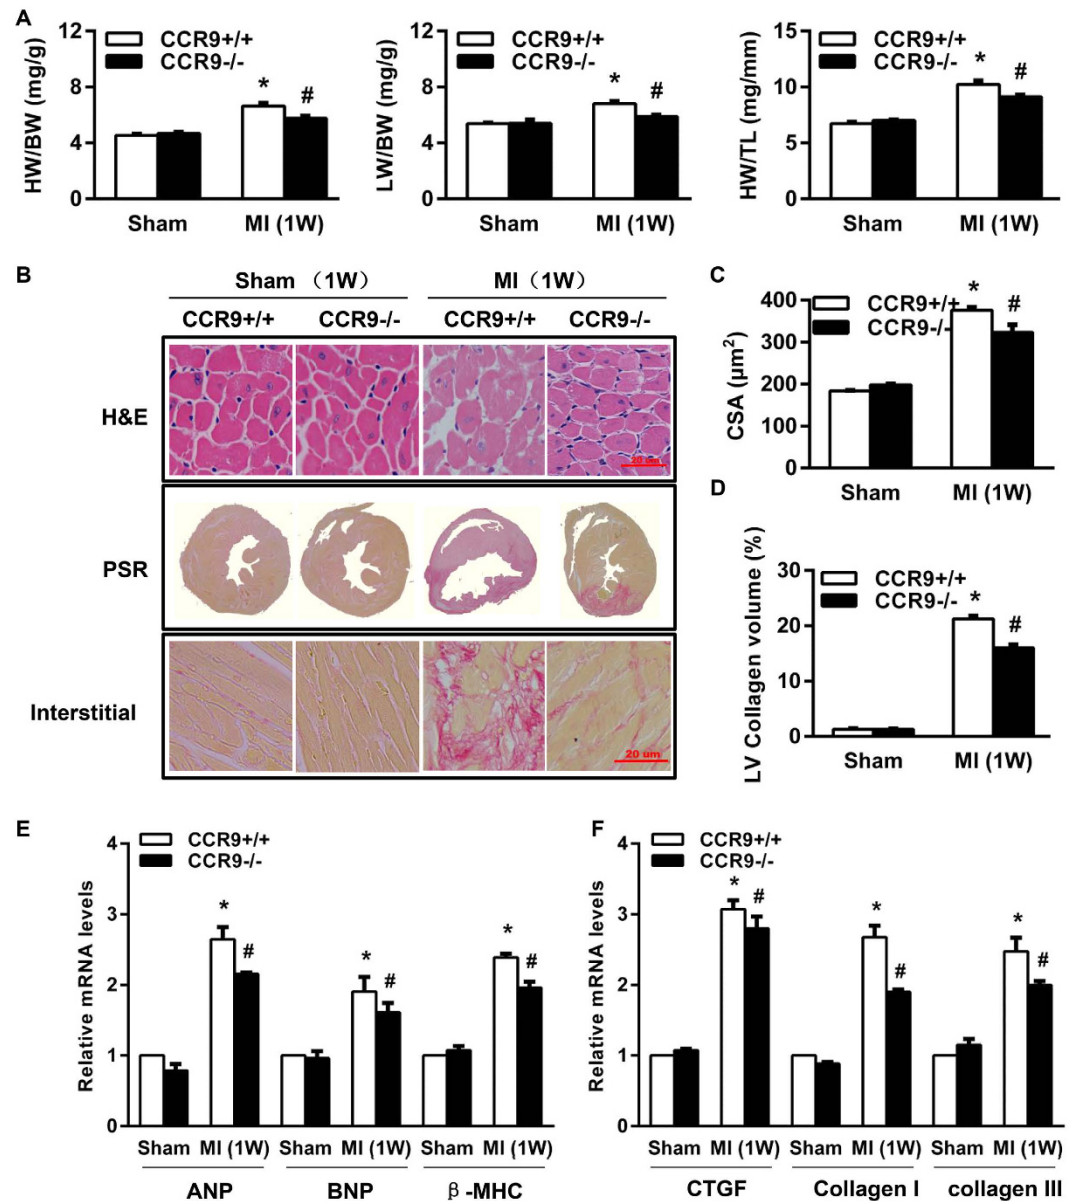 A
HW/BW (mg/g)
12
8
4
0
CCR9+/+
CCR9-/-
*
#
Sham
MI (1W)
LW/BW (mg/g)
12
8
4
0
CCR9+/+
CCR9-/-
*
#
Sham
MI (1W)
HW/TL (mg/mm)
15
10
5
0
CCR9+/+
CCR9-/-
*
#
Sham
MI (1W)
B
Sham （1W）
MI（1W）
CCR9+/+
CCR9-/-
CCR9+/+
CCR9-/-
H&E
20 um
PSR
Interstitial
20 um
C
CSA (μm²)
400
300
200
100
0
CCR9+/+
CCR9-/-
*
#
Sham
MI (1W)
D
LV Collagen volume (%)
30
20
10
0
CCR9+/+
CCR9-/-
*
#
Sham
MI (1W)
E
Relative mRNA levels
4
3
2
1
0
CCR9+/+
CCR9-/-
*
#
*
#
*
#
Sham MI (1W) Sham MI (1W) Sham MI (1W)
ANP BNP β-MHC
F
Relative mRNA levels
4
3
2
1
0
CCR9+/+
CCR9-/-
*
#
*
#
*
#
Sham MI (1W) Sham MI (1W) Sham MI (1W)
CTGF Collagen I collagen III